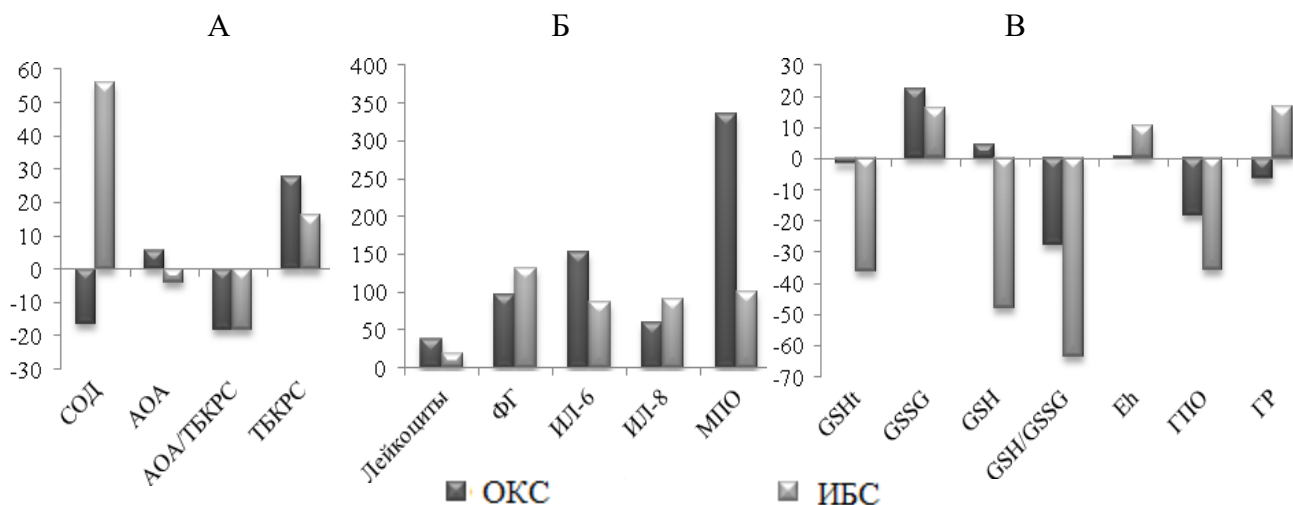 А
Б
В
60
50
40
30
20
10
0
-10
-20
-30
СОД
АОА
АОА/ТБКРС
ТБКРС
400
350
300
250
200
150
100
50
0
Лейкоциты
ФГ
ИЛ-6
ИЛ-8
МПО
30
20
10
0
-10
-20
-30
-40
-50
-60
-70
GSHt
GSSG
GSH
GSH/GSSG
Eh
ГПО
ГР
ОКС
ИБС